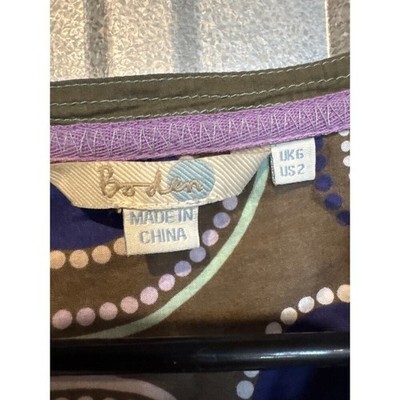 Boden
UK6
US2
MADE IN
CHINA